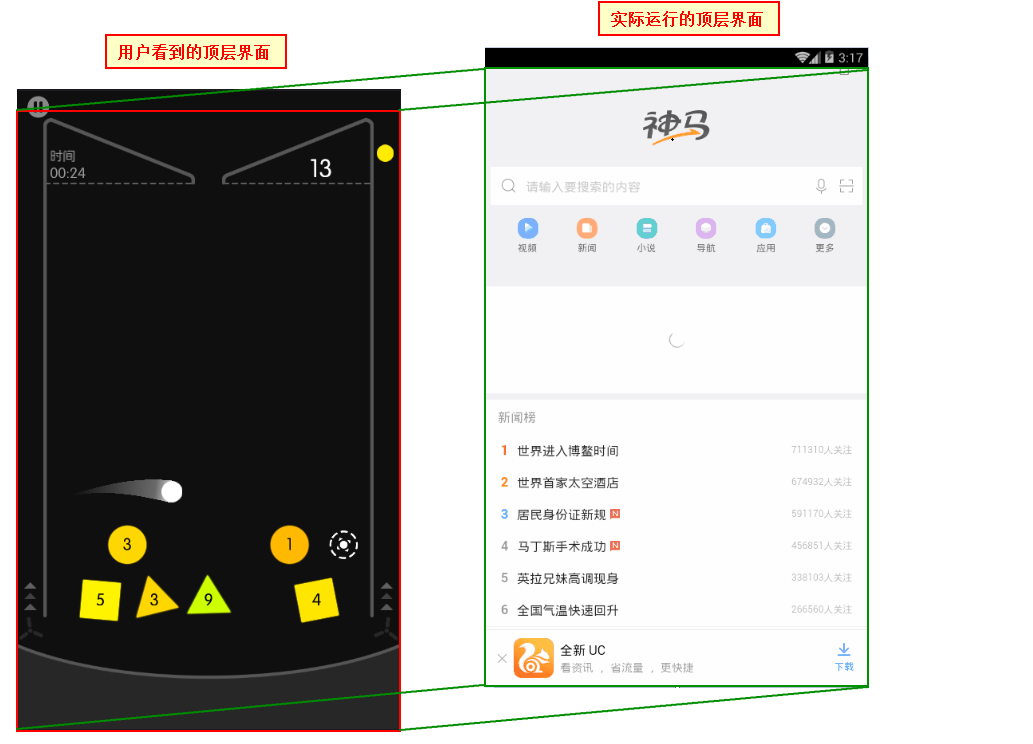 实际运行的顶层界面
用户看到的顶层界面
时间
00:24
13
3
1
5
3
9
4
3:17
神马
请输入要搜索的内容
视频 新闻 小说 导航 应用 更多
新闻榜
1 世界进入博鳌时间 711310人关注
2 世界首家太空酒店 674932人关注
3 居民身份证新规 N 591170人关注
4 马丁斯手术成功 N 456851人关注
5 英拉兄妹高调现身 338103人关注
6 全国气温快速回升 266560人关注
全新 UC
看资讯 , 省流量 , 更快捷
下载